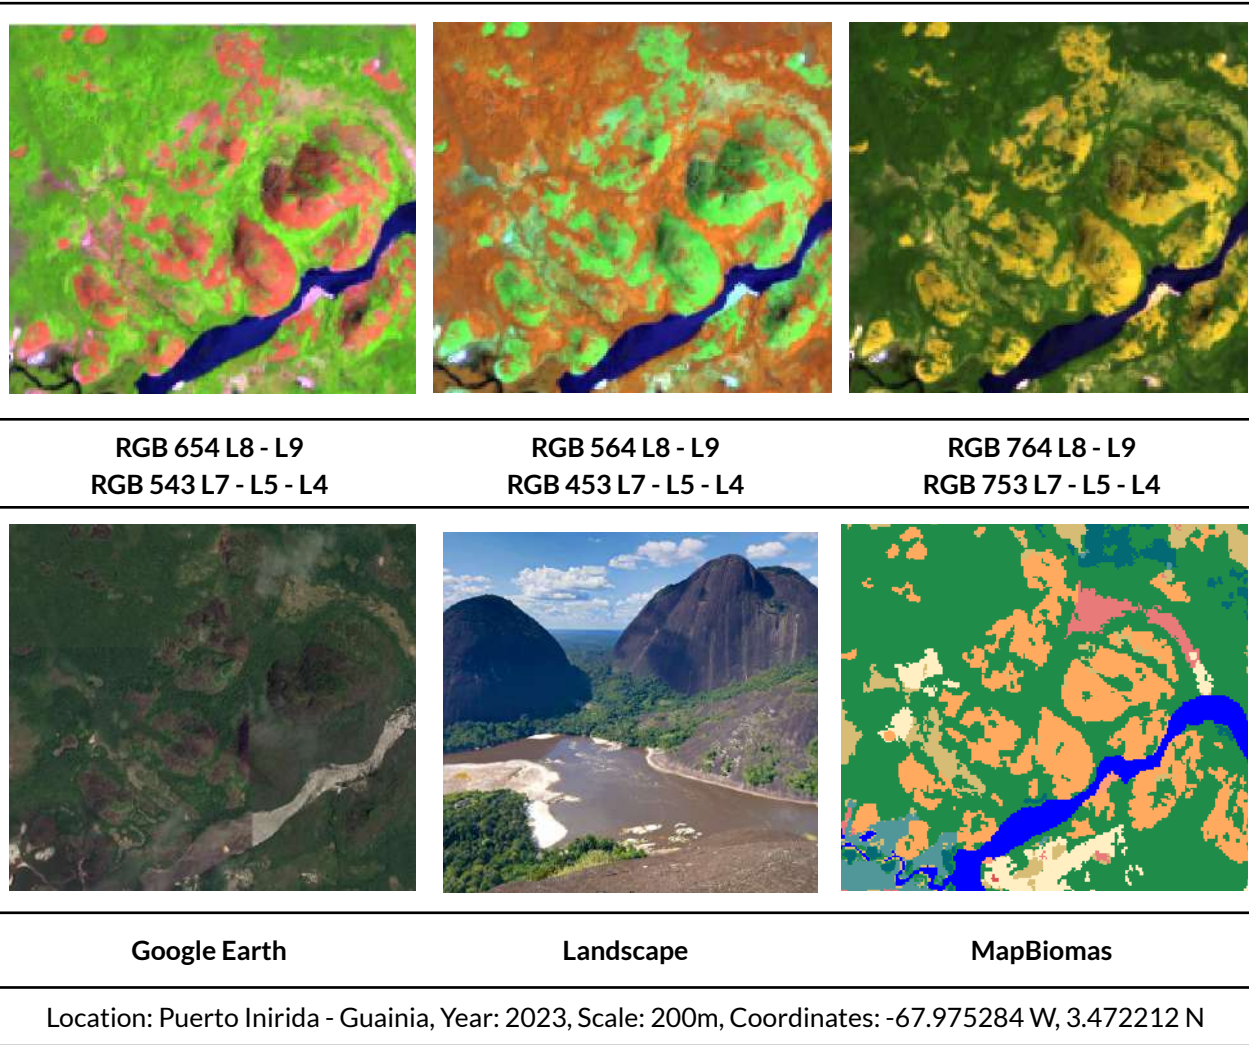 RGB 654 L8 - L9
RGB 564 L8 - L9
RGB 764 L8 - L9
RGB 543 L7 - L5 - L4
RGB 453 L7 - L5 - L4
RGB 753 L7 - L5 - L4
Google Earth
Landscape
MapBiomas
Location: Puerto Inirida - Guainia, Year: 2023, Scale: 200m, Coordinates: -67.975284 W, 3.472212 N